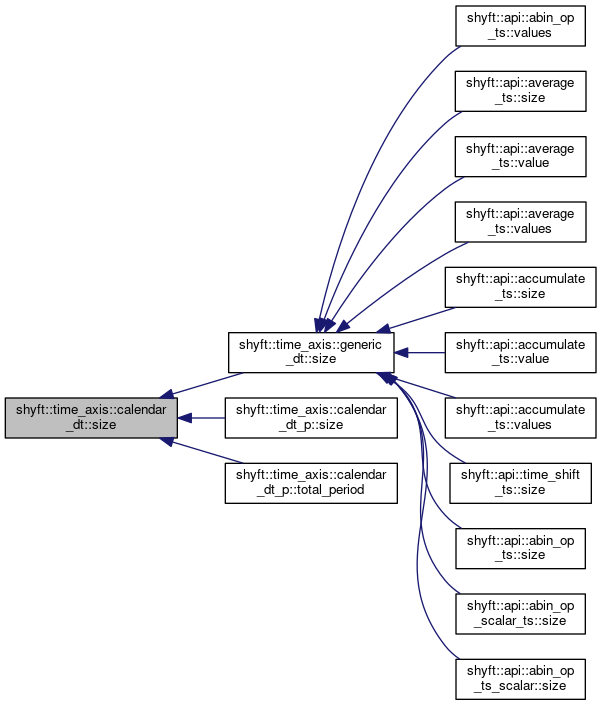 shyft::api::abin_op
_ts::values
shyft::api::average
_ts::size
shyft::api::average
_ts::value
shyft::api::average
_ts::values
shyft::api::accumulate
_ts::size
shyft::time_axis::generic
_dt::size
shyft::api::accumulate
_ts::value
shyft::time_axis::calendar
_dt::size
shyft::time_axis::calendar
_dt_p::size
shyft::api::accumulate
_ts::values
shyft::time_axis::calendar
_dt_p::total_period
shyft::api::time_shift
_ts::size
shyft::api::abin_op
_ts::size
shyft::api::abin_op
_scalar_ts::size
shyft::api::abin_op
_ts_scalar::size